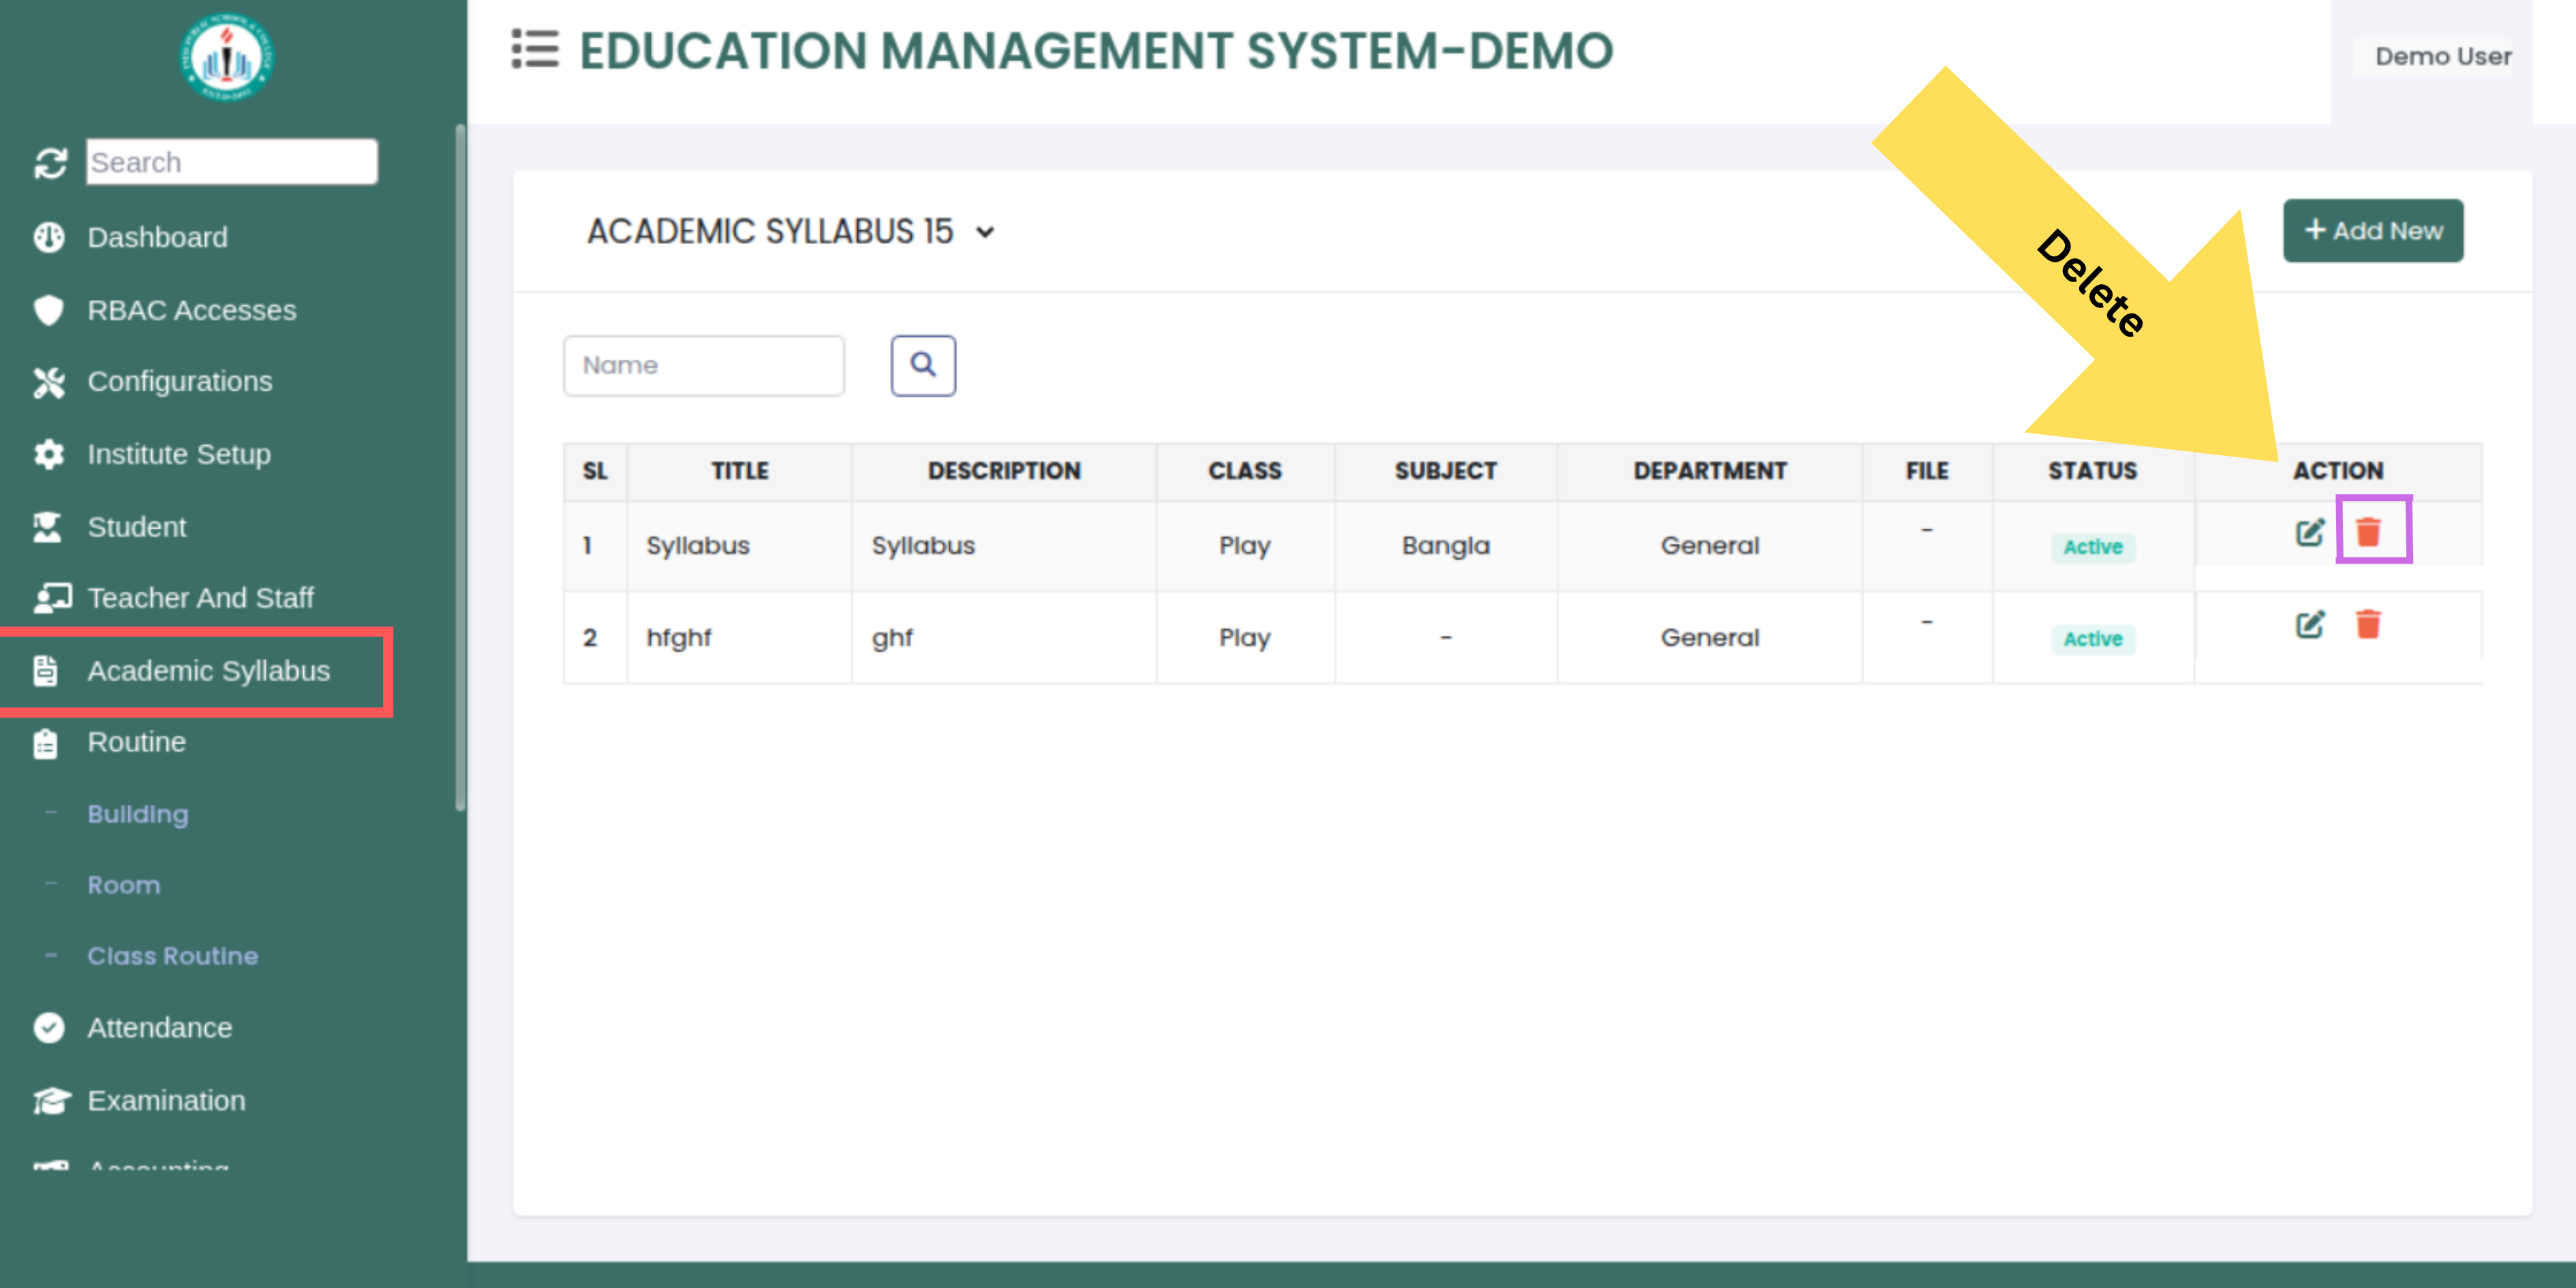 EDUCATION MANAGEMENT SYSTEM-DEMO
Demo User
Search
Dashboard
RBAC Accesses
Configurations
Institute Setup
Student
Teacher And Staff
Academic Syllabus
Routine
- Building
- Room
- Class Routine
Attendance
Examination
Accounting
ACADEMIC SYLLABUS 15
+ Add New
Delete
Name
SL TITLE DESCRIPTION CLASS SUBJECT DEPARTMENT FILE STATUS ACTION
1 Syllabus Syllabus Play Bangla General - Active
2 hfghf ghf Play - General - Active